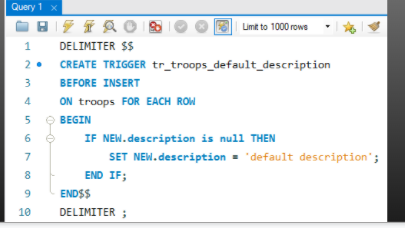 Query 1
Limit to 1000 rows
1 DELIMITER $$
2 CREATE TRIGGER tr_troops_default_description
3 BEFORE INSERT
4 ON troops FOR EACH ROW
5 BEGIN
6 IF NEW.description is null THEN
7 SET NEW.description = 'default description';
8 END IF;
9 END$$
10 DELIMITER ;